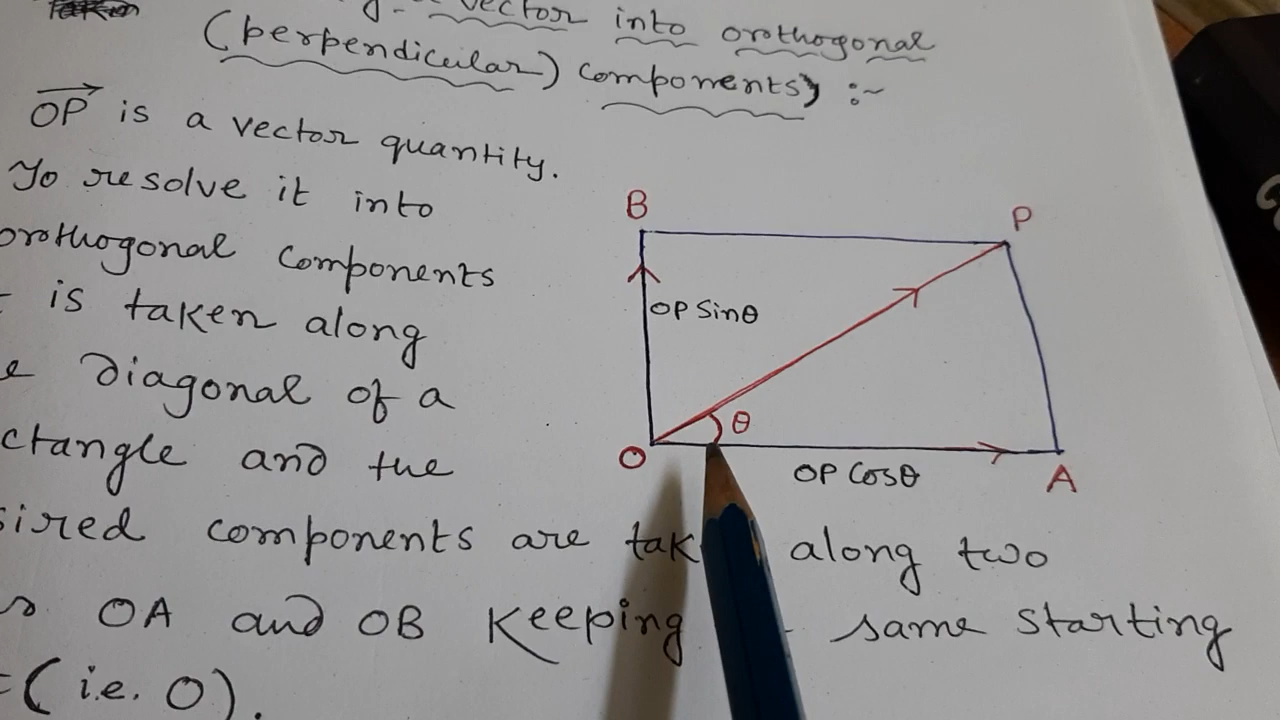 vector into orthogonal
(perpendicular) components) :-
OP is a vector quantity.
To resolve it into
orthogonal components
is taken along
diagonal of a
ctangle and the
sired components are tak along two
OA and OB keeping same starting
(i.e. O).
B
P
OP Sinθ
θ
O
OP Cosθ
A